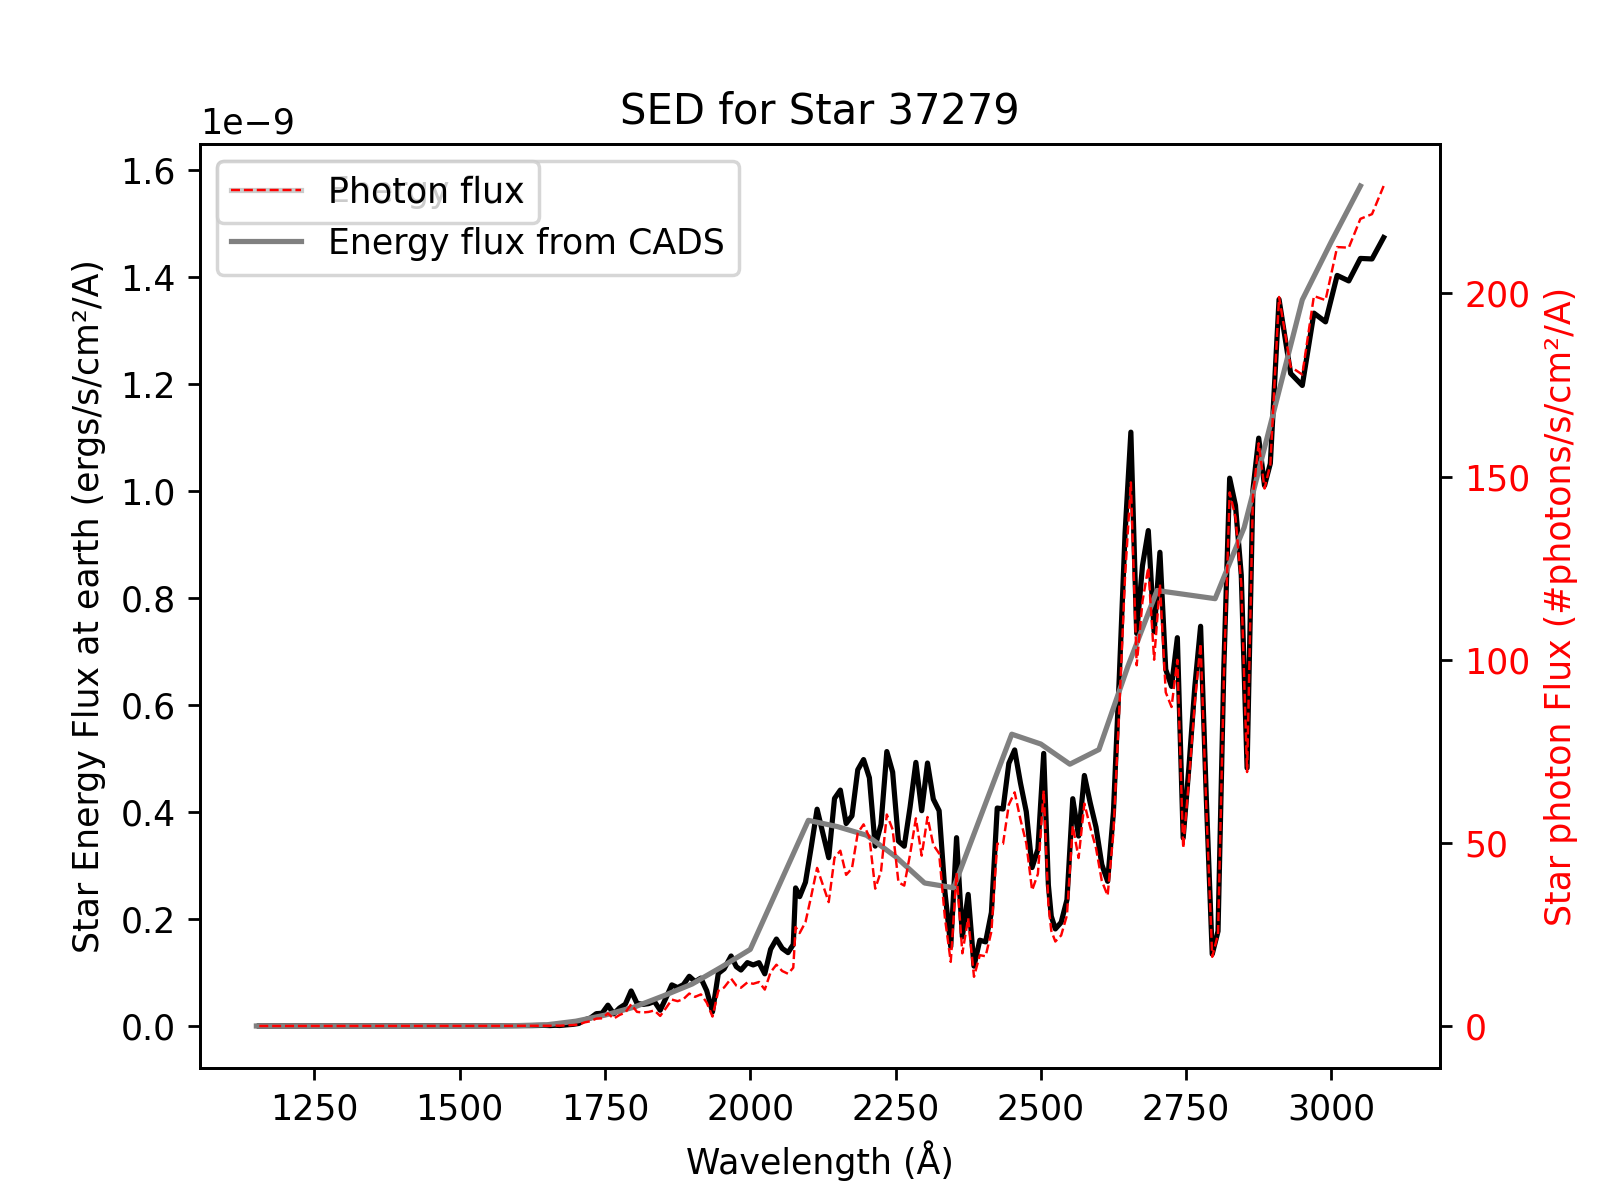 SED for Star 37279
1e−9
Photon flux
Energy flux from CADS
1.6
1.4
1.2
1.0
0.8
0.6
0.4
0.2
0.0
Star Energy Flux at earth (ergs/s/cm²/A)
200
150
100
50
0
Star photon Flux (#photons/s/cm²/A)
1250 1500 1750 2000 2250 2500 2750 3000
Wavelength (Å)